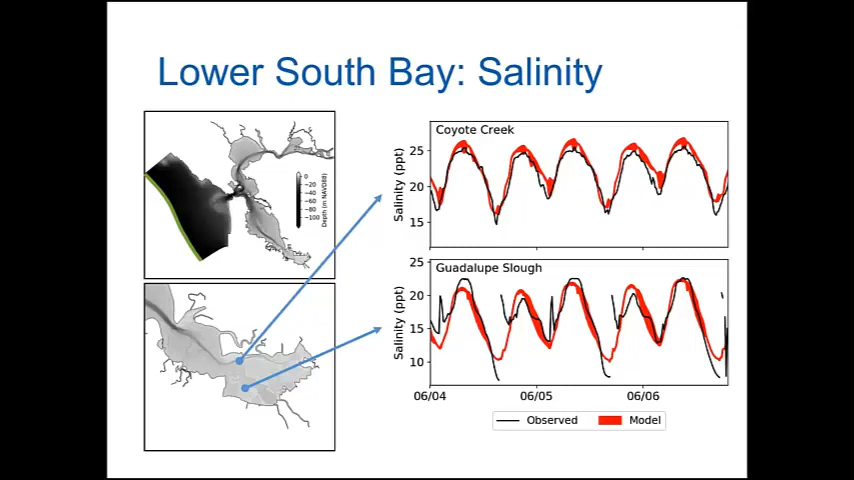 Lower South Bay: Salinity
0
−20
−40
−60
−80
−100
Depth (m NAVD88)
Coyote Creek
25
20
15
Salinity (ppt)
Guadalupe Slough
25
20
15
10
Salinity (ppt)
06/04 06/05 06/06
Observed Model